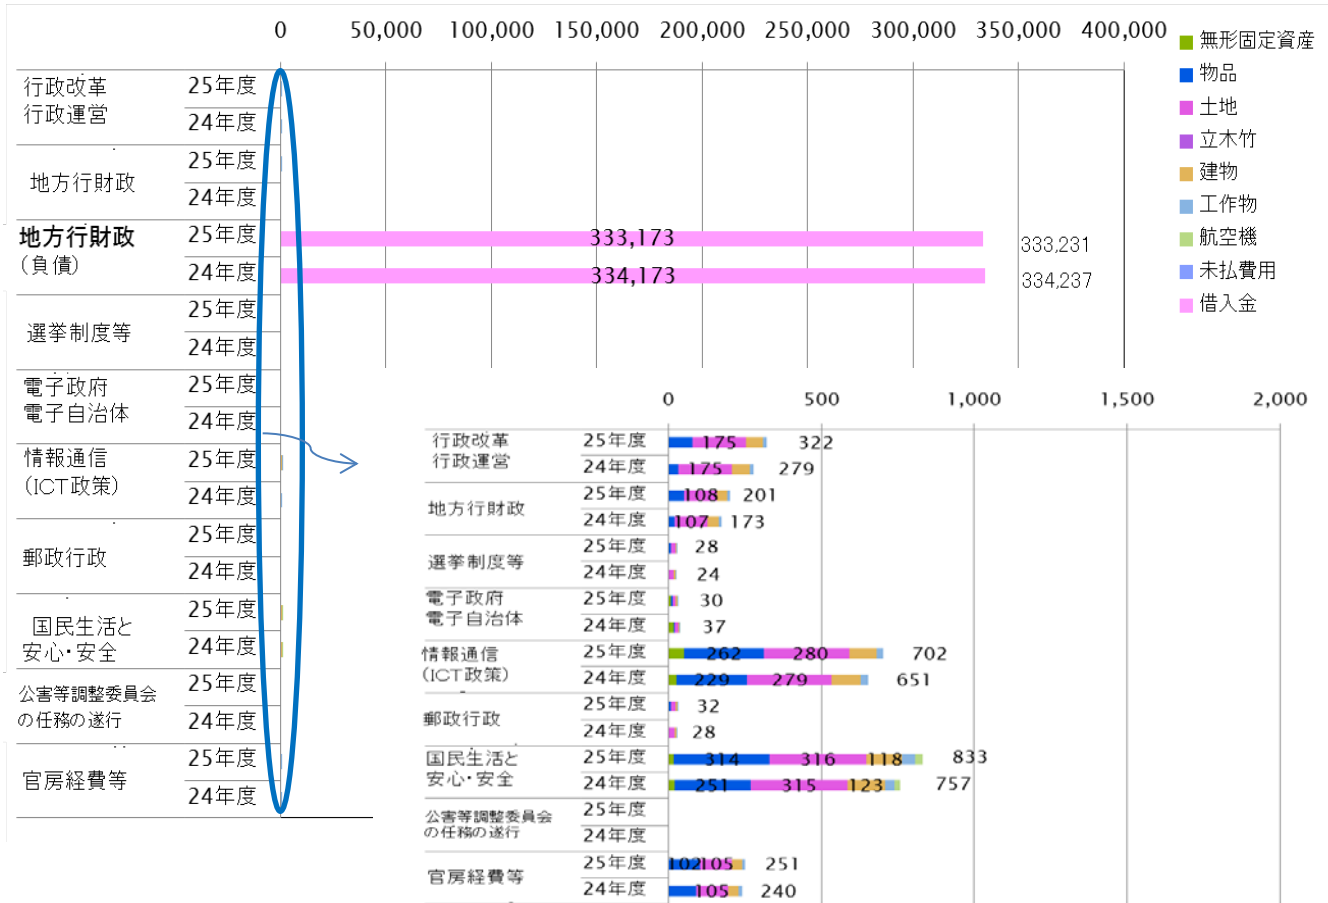 0 50,000 100,000 150,000 200,000 250,000 300,000 350,000 400,000
無形固定資産
物品
土地
立木竹
建物
工作物
航空機
未払費用
借入金
行政改革
行政運営
25年度
24年度
地方行財政
25年度
24年度
地方行財政
(負債)
25年度 333,173 333,231
24年度 334,173 334,237
選挙制度等
25年度
24年度
電子政府
電子自治体
25年度
24年度
情報通信
(ICT政策)
25年度
24年度
郵政行政
25年度
24年度
国民生活と
安心・安全
25年度
24年度
公害等調整委員会
の任務の遂行
25年度
24年度
官房経費等
25年度
24年度
0 500 1,000 1,500 2,000
行政改革
行政運営
25年度 175 322
24年度 175 279
地方行財政
25年度 108 201
24年度 107 173
選挙制度等
25年度 28
24年度 24
電子政府
電子自治体
25年度 30
24年度 37
情報通信
(ICT政策)
25年度 262 280 702
24年度 229 279 651
郵政行政
25年度 32
24年度 28
国民生活と
安心・安全
25年度 314 316 118 833
24年度 251 315 123 757
公害等調整委員会
の任務の遂行
25年度
24年度
官房経費等
25年度 102 105 251
24年度 105 240